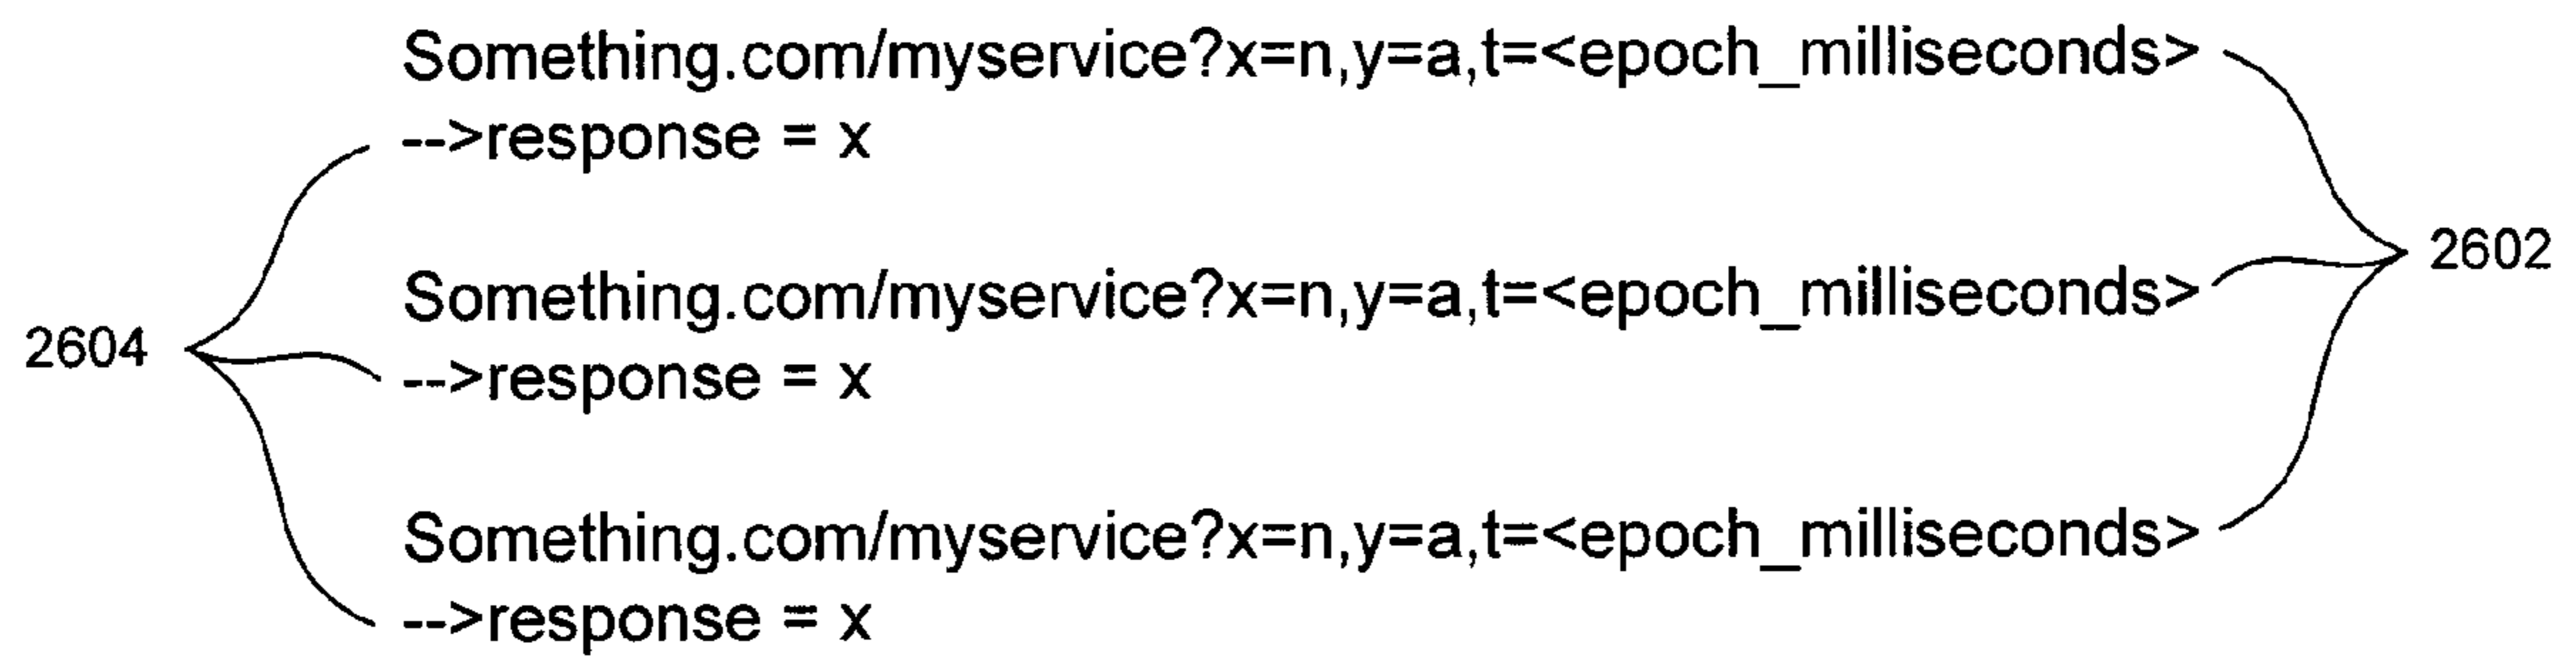 Something.com/myservice?x=n,y=a,t=<epoch_milliseconds>
-->response = x
2602
Something.com/myservice?x=n,y=a,t=<epoch_milliseconds>
2604
-->response = x
Something.com/myservice?x=n,y=a,t=<epoch_milliseconds>
-->response = x